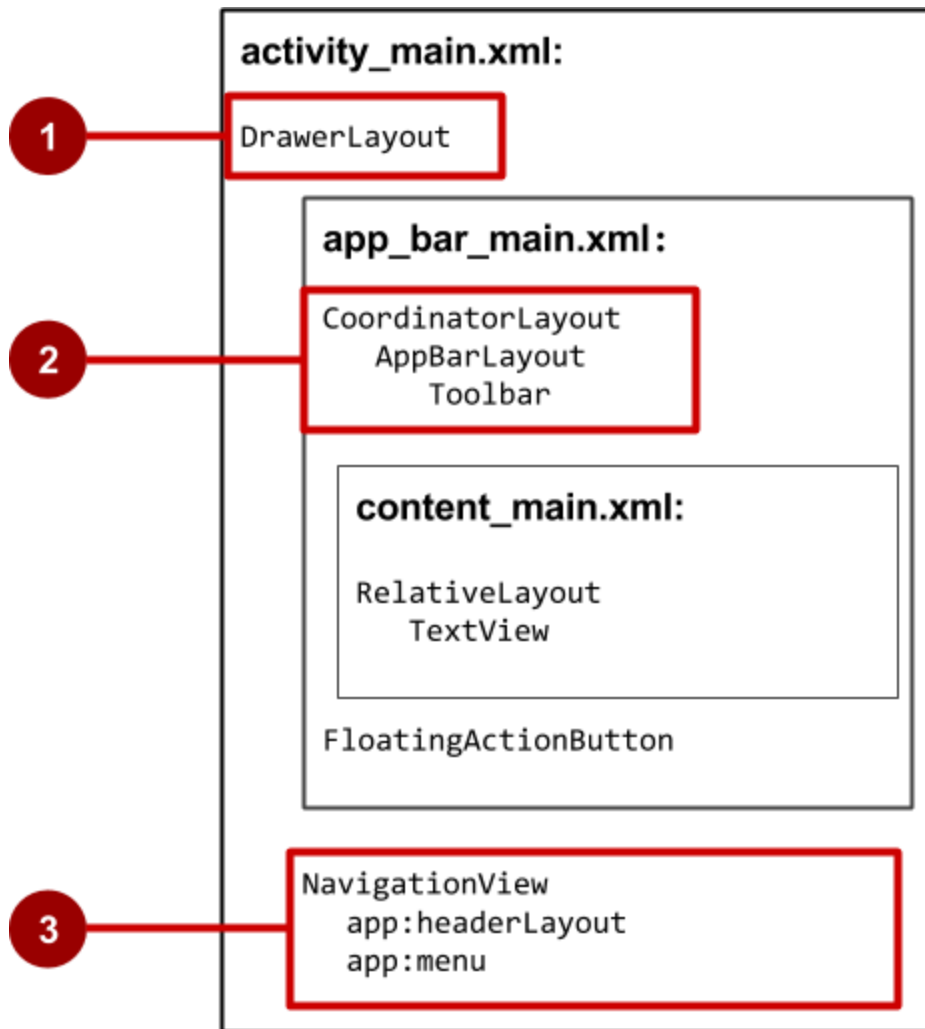 activity_main.xml:
1
DrawerLayout
app_bar_main.xml:
2
CoordinatorLayout
AppBarLayout
Toolbar
content_main.xml:
RelativeLayout
TextView
FloatingActionButton
3
NavigationView
app:headerLayout
app:menu